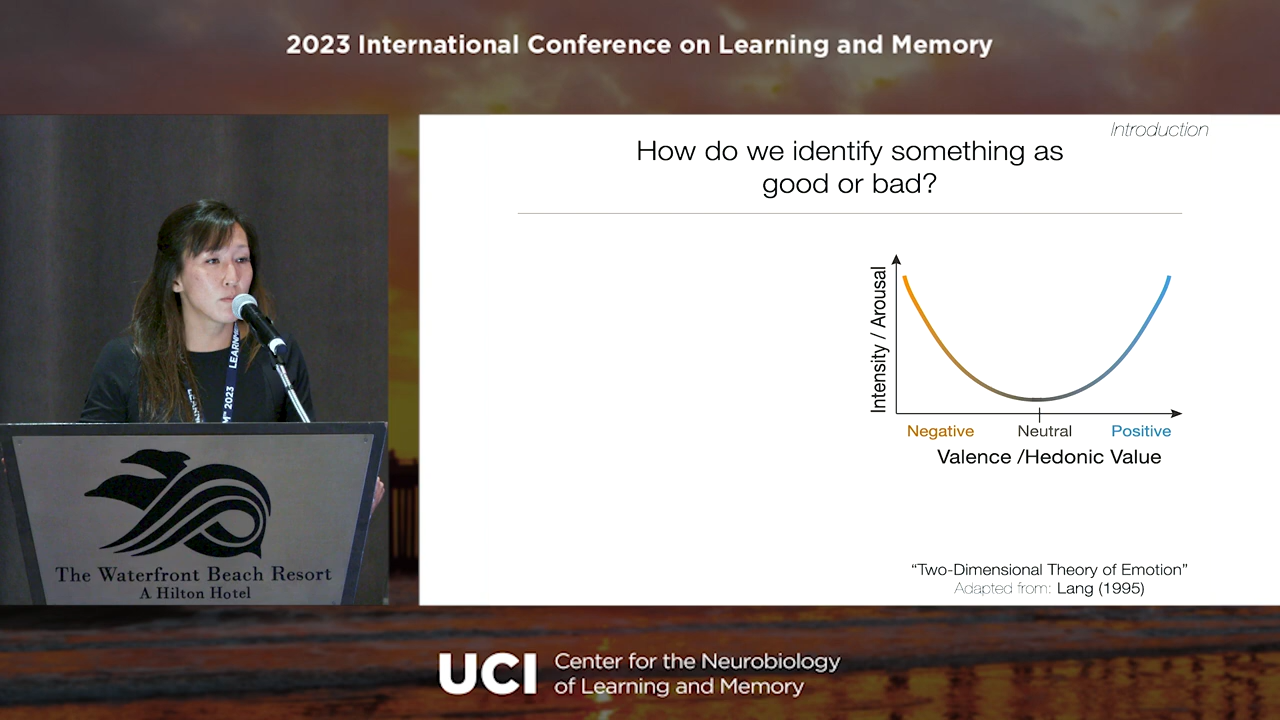 2023 International Conference on Learning and Memory
Introduction
How do we identify something as
good or bad?
Intensity / Arousal
Negative
Neutral
Positive
Valence /Hedonic Value
“Two-Dimensional Theory of Emotion”
Adapted from: Lang (1995)
2023
The Waterfront Beach Resort
A Hilton Hotel
UCI
Center for the Neurobiology
of Learning and Memory